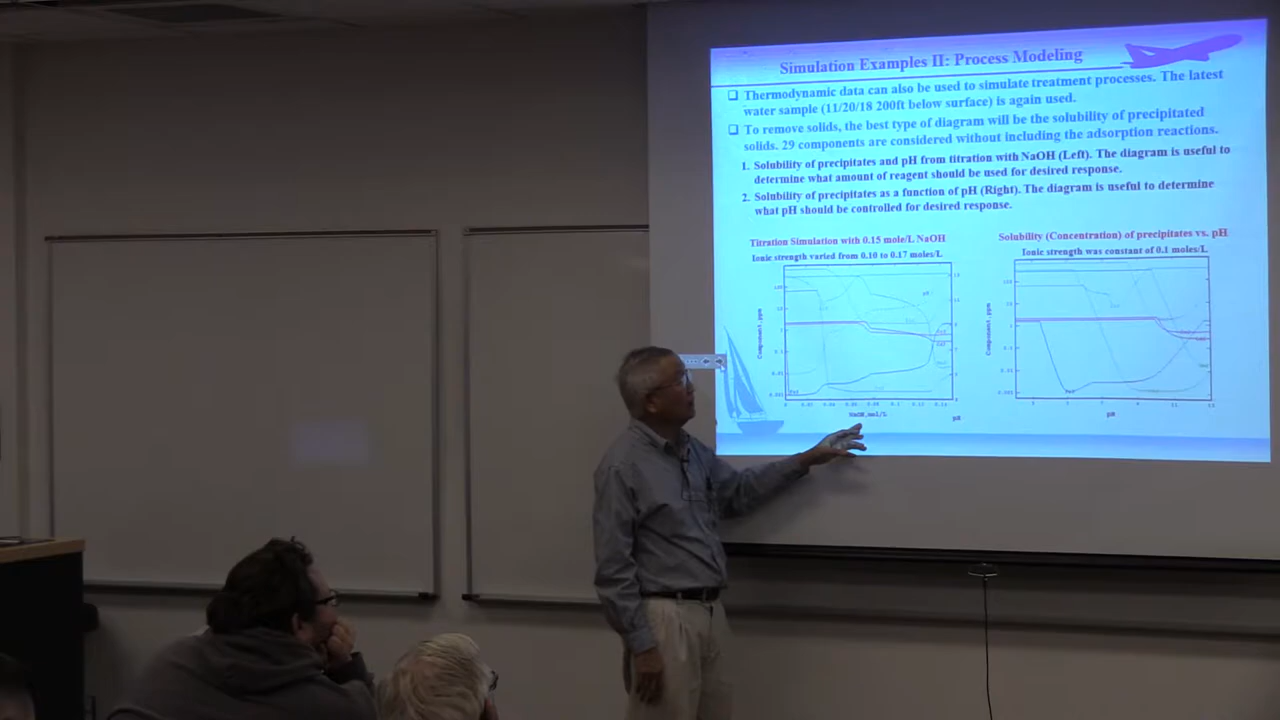 Simulation Examples II: Process Modeling
❑ Thermodynamic data can also be used to simulate treatment processes. The latest
water sample (11/20/18 200ft below surface) is again used.
❑ To remove solids, the best type of diagram will be the solubility of precipitated
solids. 29 components are considered without including the adsorption reactions.
1. Solubility of precipitates and pH from titration with NaOH (Left). The diagram is useful to
determine what amount of reagent should be used for desired response.
2. Solubility of precipitates as a function of pH (Right). The diagram is useful to determine
what pH should be controlled for desired response.
Titration Simulation with 0.15 mole/L NaOH
Ionic strength varied from 0.10 to 0.17 moles/L
Solubility (Concentration) of precipitates vs. pH
Ionic strength was constant of 0.1 moles/L
Component, ppm
NaOH, mol/L
pH
Component, ppm
pH